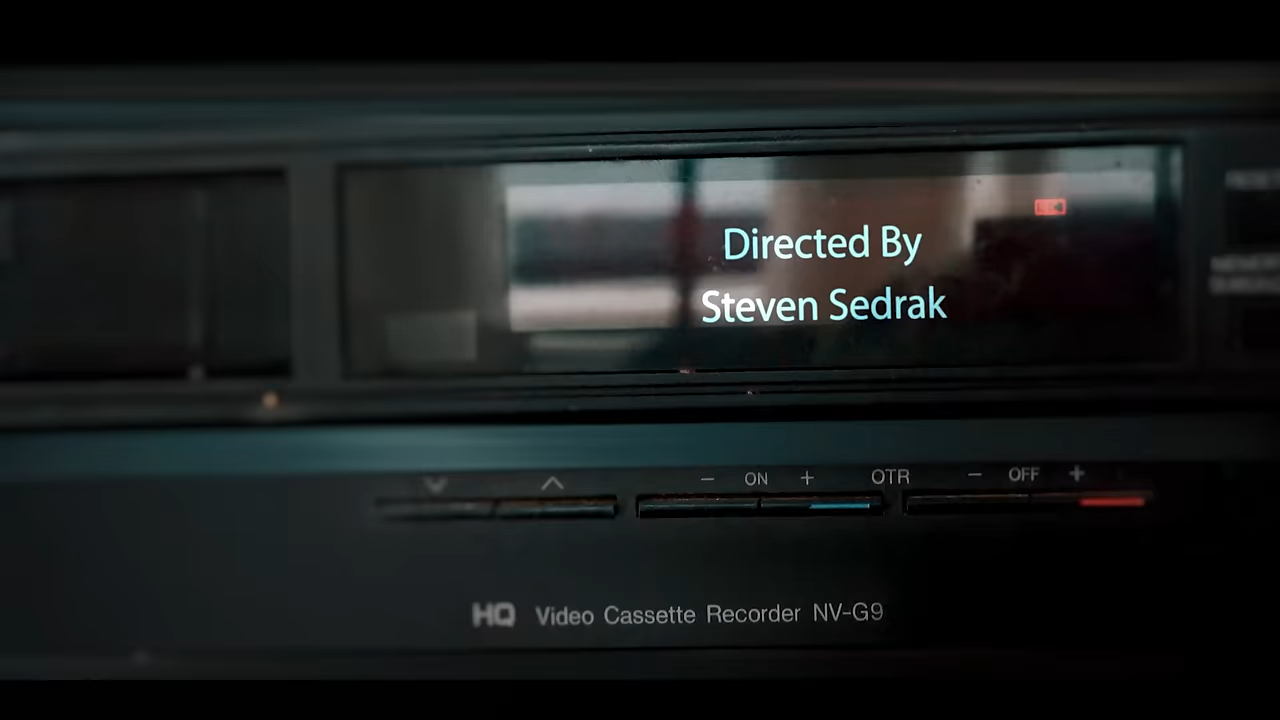 Directed By
Steven Sedrak
− ON + OTR − OFF +
HQ Video Cassette Recorder NV-G9